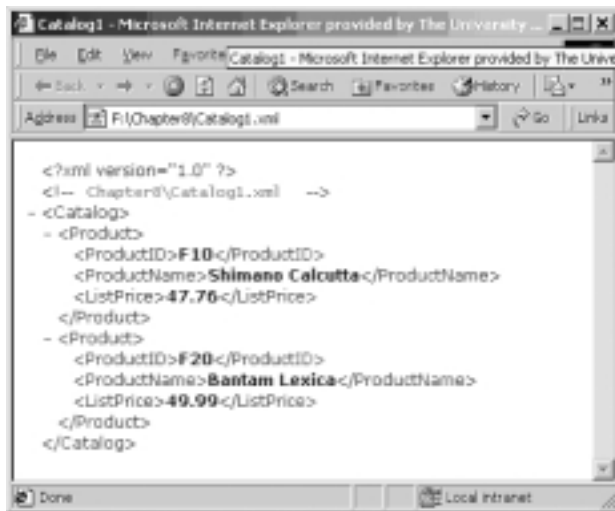 Catalog1 - Microsoft Internet Explorer provided by The University ...
File Edit View Favorite
Catalog1 - Microsoft Internet Explorer provided by The Unive
Back Search Favorites History »
Address F:\Chapter8\Catalog1.xml Go Links
<?xml version="1.0" ?>
<!-- Chapter8\Catalog1.xml -->
- <Catalog>
- <Product>
<ProductID>F10</ProductID>
<ProductName>Shimano Calcutta</ProductName>
<ListPrice>47.76</ListPrice>
</Product>
- <Product>
<ProductID>F20</ProductID>
<ProductName>Bantam Lexica</ProductName>
<ListPrice>49.99</ListPrice>
</Product>
</Catalog>
Done Local intranet